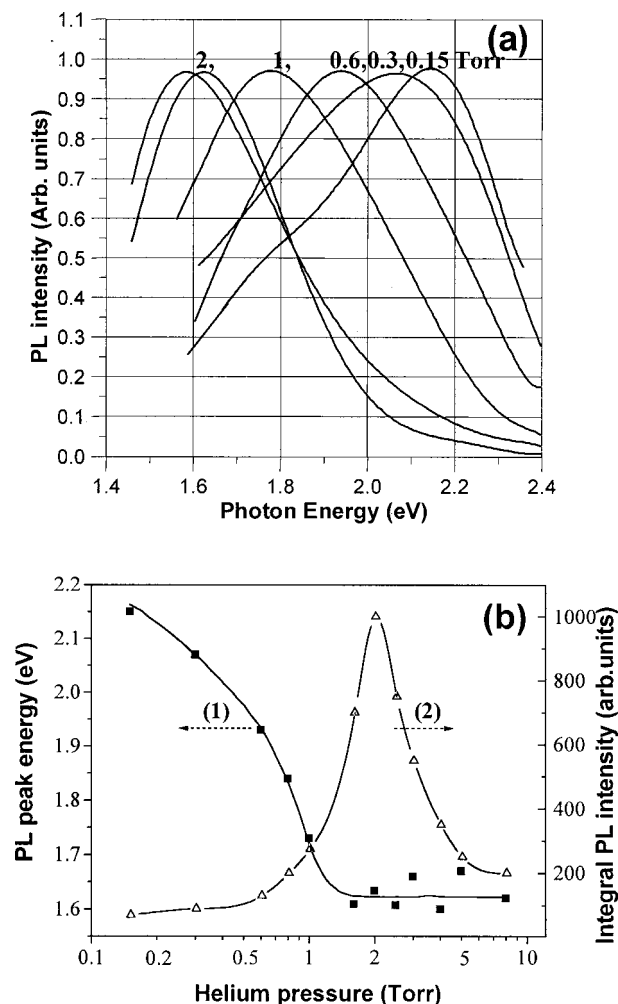 (a)
2, 1, 0.6,0.3,0.15 Torr
1.1
1.0
0.9
0.8
0.7
0.6
0.5
0.4
0.3
0.2
0.1
0.0
PL intensity (Arb. units)
1.4 1.6 1.8 2.0 2.2 2.4
Photon Energy (eV)
(b)
2.2
2.1
2.0
1.9
1.8
1.7
1.6
PL peak energy (eV)
(1)
(2)
1000
800
600
400
200
Integral PL intensity (arb.units)
0.1 0.2 0.5 1 2 5 10
Helium pressure (Torr)